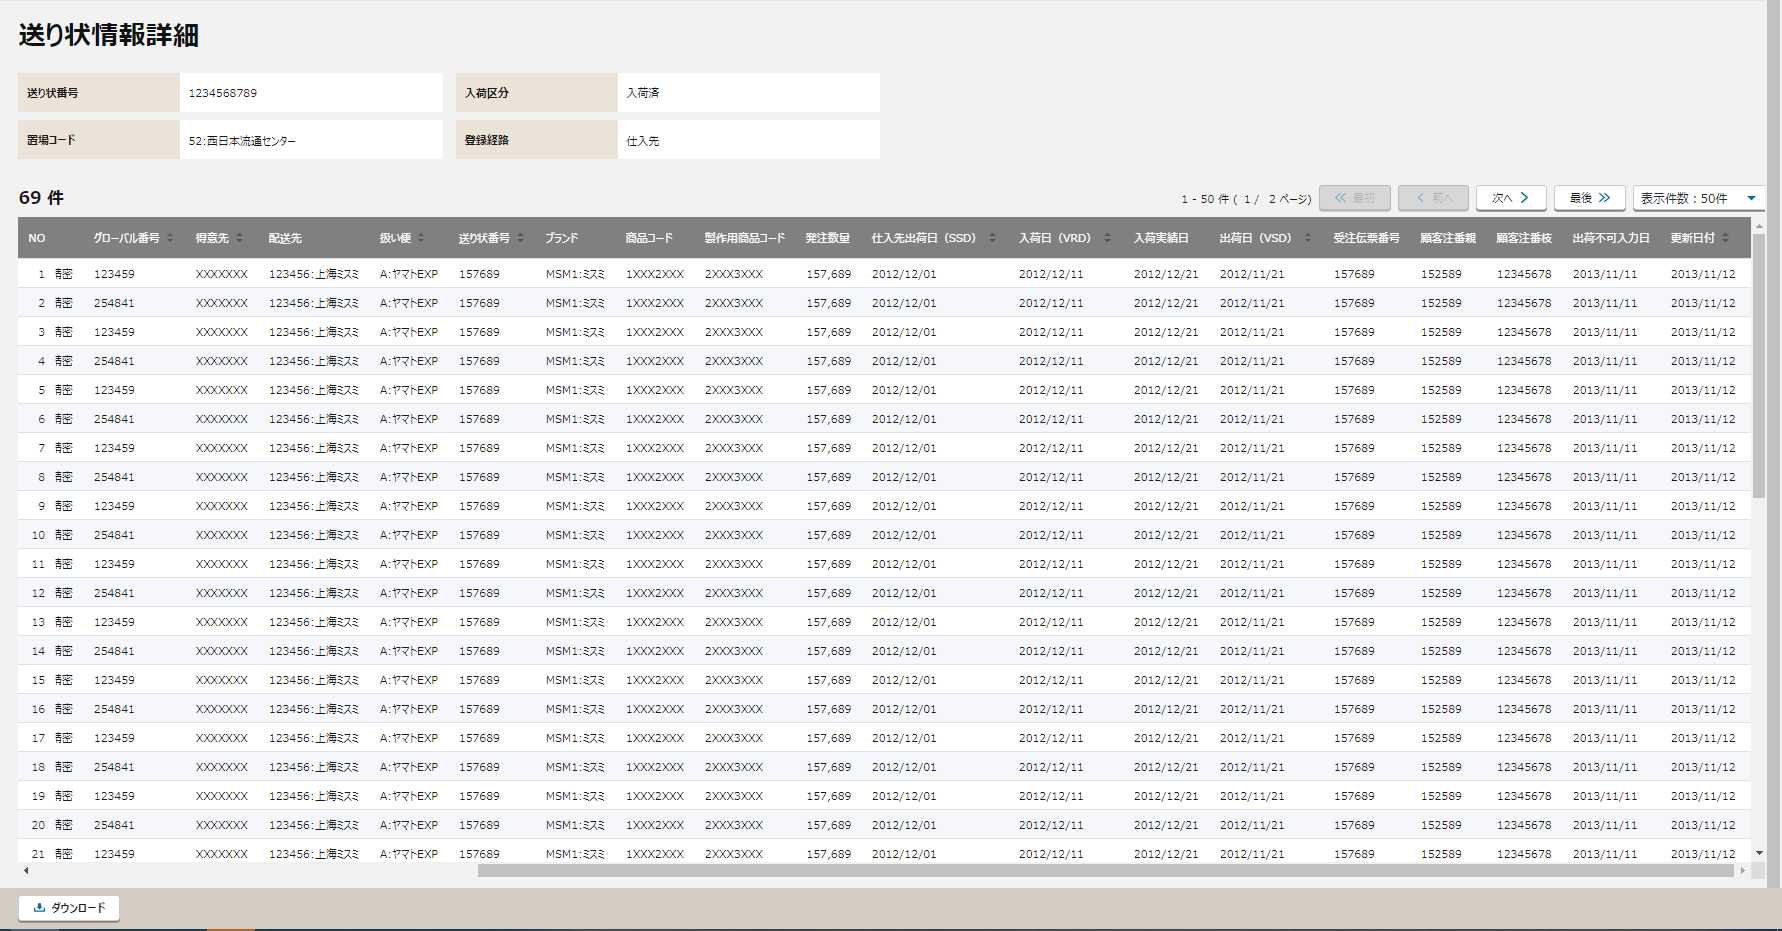 送り状情報詳細
送り状番号 1234568789 入荷区分 入荷済
置場コード 52:西日本流通センター 登録経路 仕入先
69 件 1 - 50 件 ( 1 / 2 ページ) 最初 前へ 次へ 最後 表示件数：50件
NO グローバル番号 得意先 配送先 扱い便 送り状番号 ブランド 商品コード 製作用商品コード 発注数量 仕入先出荷日（SSD） 入荷日（VRD） 入荷実績日 出荷日（VSD） 受注伝票番号 顧客注番親 顧客注番枝 出荷不可入力日 更新日付
1 密 123459 XXXXXXX 123456:上海ミスミ A:ヤマトEXP 157689 MSM1:ミスミ 1XXX2XXX 2XXX3XXX 157,689 2012/12/01 2012/12/11 2012/12/21 2012/11/21 157689 152589 12345678 2013/11/11 2013/11/12
2 密 254841 XXXXXXX 123456:上海ミスミ A:ヤマトEXP 157689 MSM1:ミスミ 1XXX2XXX 2XXX3XXX 157,689 2012/12/01 2012/12/11 2012/12/21 2012/11/21 157689 152589 12345678 2013/11/11 2013/11/12
3 密 123459 XXXXXXX 123456:上海ミスミ A:ヤマトEXP 157689 MSM1:ミスミ 1XXX2XXX 2XXX3XXX 157,689 2012/12/01 2012/12/11 2012/12/21 2012/11/21 157689 152589 12345678 2013/11/11 2013/11/12
4 密 254841 XXXXXXX 123456:上海ミスミ A:ヤマトEXP 157689 MSM1:ミスミ 1XXX2XXX 2XXX3XXX 157,689 2012/12/01 2012/12/11 2012/12/21 2012/11/21 157689 152589 12345678 2013/11/11 2013/11/12
5 密 123459 XXXXXXX 123456:上海ミスミ A:ヤマトEXP 157689 MSM1:ミスミ 1XXX2XXX 2XXX3XXX 157,689 2012/12/01 2012/12/11 2012/12/21 2012/11/21 157689 152589 12345678 2013/11/11 2013/11/12
6 密 254841 XXXXXXX 123456:上海ミスミ A:ヤマトEXP 157689 MSM1:ミスミ 1XXX2XXX 2XXX3XXX 157,689 2012/12/01 2012/12/11 2012/12/21 2012/11/21 157689 152589 12345678 2013/11/11 2013/11/12
7 密 123459 XXXXXXX 123456:上海ミスミ A:ヤマトEXP 157689 MSM1:ミスミ 1XXX2XXX 2XXX3XXX 157,689 2012/12/01 2012/12/11 2012/12/21 2012/11/21 157689 152589 12345678 2013/11/11 2013/11/12
8 密 254841 XXXXXXX 123456:上海ミスミ A:ヤマトEXP 157689 MSM1:ミスミ 1XXX2XXX 2XXX3XXX 157,689 2012/12/01 2012/12/11 2012/12/21 2012/11/21 157689 152589 12345678 2013/11/11 2013/11/12
9 密 123459 XXXXXXX 123456:上海ミスミ A:ヤマトEXP 157689 MSM1:ミスミ 1XXX2XXX 2XXX3XXX 157,689 2012/12/01 2012/12/11 2012/12/21 2012/11/21 157689 152589 12345678 2013/11/11 2013/11/12
10 密 254841 XXXXXXX 123456:上海ミスミ A:ヤマトEXP 157689 MSM1:ミスミ 1XXX2XXX 2XXX3XXX 157,689 2012/12/01 2012/12/11 2012/12/21 2012/11/21 157689 152589 12345678 2013/11/11 2013/11/12
11 密 123459 XXXXXXX 123456:上海ミスミ A:ヤマトEXP 157689 MSM1:ミスミ 1XXX2XXX 2XXX3XXX 157,689 2012/12/01 2012/12/11 2012/12/21 2012/11/21 157689 152589 12345678 2013/11/11 2013/11/12
12 密 254841 XXXXXXX 123456:上海ミスミ A:ヤマトEXP 157689 MSM1:ミスミ 1XXX2XXX 2XXX3XXX 157,689 2012/12/01 2012/12/11 2012/12/21 2012/11/21 157689 152589 12345678 2013/11/11 2013/11/12
13 密 123459 XXXXXXX 123456:上海ミスミ A:ヤマトEXP 157689 MSM1:ミスミ 1XXX2XXX 2XXX3XXX 157,689 2012/12/01 2012/12/11 2012/12/21 2012/11/21 157689 152589 12345678 2013/11/11 2013/11/12
14 密 254841 XXXXXXX 123456:上海ミスミ A:ヤマトEXP 157689 MSM1:ミスミ 1XXX2XXX 2XXX3XXX 157,689 2012/12/01 2012/12/11 2012/12/21 2012/11/21 157689 152589 12345678 2013/11/11 2013/11/12
15 密 123459 XXXXXXX 123456:上海ミスミ A:ヤマトEXP 157689 MSM1:ミスミ 1XXX2XXX 2XXX3XXX 157,689 2012/12/01 2012/12/11 2012/12/21 2012/11/21 157689 152589 12345678 2013/11/11 2013/11/12
16 密 254841 XXXXXXX 123456:上海ミスミ A:ヤマトEXP 157689 MSM1:ミスミ 1XXX2XXX 2XXX3XXX 157,689 2012/12/01 2012/12/11 2012/12/21 2012/11/21 157689 152589 12345678 2013/11/11 2013/11/12
17 密 123459 XXXXXXX 123456:上海ミスミ A:ヤマトEXP 157689 MSM1:ミスミ 1XXX2XXX 2XXX3XXX 157,689 2012/12/01 2012/12/11 2012/12/21 2012/11/21 157689 152589 12345678 2013/11/11 2013/11/12
18 密 254841 XXXXXXX 123456:上海ミスミ A:ヤマトEXP 157689 MSM1:ミスミ 1XXX2XXX 2XXX3XXX 157,689 2012/12/01 2012/12/11 2012/12/21 2012/11/21 157689 152589 12345678 2013/11/11 2013/11/12
19 密 123459 XXXXXXX 123456:上海ミスミ A:ヤマトEXP 157689 MSM1:ミスミ 1XXX2XXX 2XXX3XXX 157,689 2012/12/01 2012/12/11 2012/12/21 2012/11/21 157689 152589 12345678 2013/11/11 2013/11/12
20 密 254841 XXXXXXX 123456:上海ミスミ A:ヤマトEXP 157689 MSM1:ミスミ 1XXX2XXX 2XXX3XXX 157,689 2012/12/01 2012/12/11 2012/12/21 2012/11/21 157689 152589 12345678 2013/11/11 2013/11/12
21 密 123459 XXXXXXX 123456:上海ミスミ A:ヤマトEXP 157689 MSM1:ミスミ 1XXX2XXX 2XXX3XXX 157,689 2012/12/01 2012/12/11 2012/12/21 2012/11/21 157689 152589 12345678 2013/11/11 2013/11/12
ダウンロード